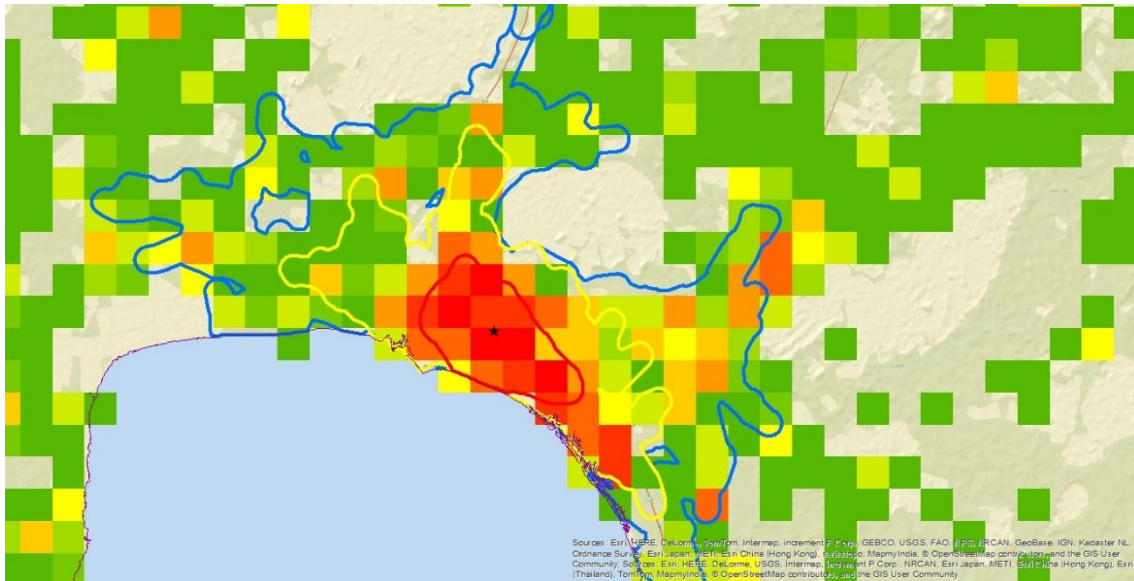 Sources: Esri, HERE, DeLorme, TomTom, Intermap, increment P Corp., GEBCO, USGS, FAO, NPS, NRCAN, GeoBase, IGN, Kadaster NL,
Ordnance Survey, Esri Japan, METI, Esri China (Hong Kong), swisstopo, MapmyIndia, © OpenStreetMap contributors, and the GIS User
Community, Sources: Esri, HERE, DeLorme, USGS, Intermap, increment P Corp., NRCAN, Esri Japan, METI, Esri China (Hong Kong), Esri
(Thailand), TomTom, MapmyIndia, © OpenStreetMap contributors, and the GIS User Community